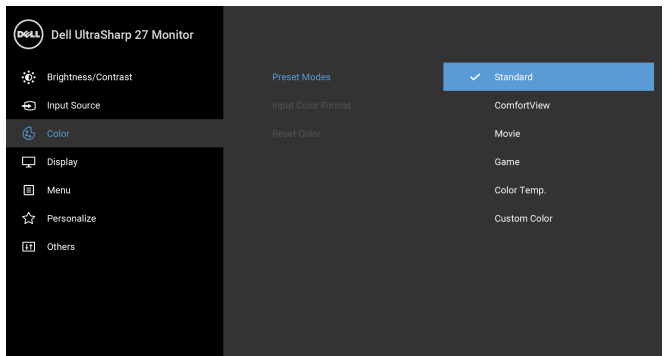 DELL
Dell UltraSharp 27 Monitor
Brightness/Contrast
Input Source
Color
Display
Menu
Personalize
Others
Preset Modes
Input Color Format
Reset Color
Standard
ComfortView
Movie
Game
Color Temp.
Custom Color